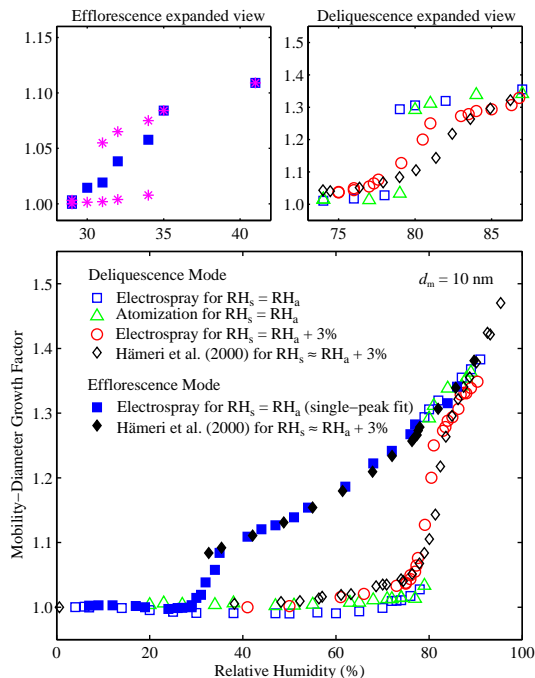 Efflorescence expanded view
Deliquescence expanded view
1.15
1.10
1.05
1.00
30
35
40
1.5
1.4
1.3
1.2
1.1
1.0
75
80
85
Mobility−Diameter Growth Factor
1.5
1.4
1.3
1.2
1.1
1.0
Deliquescence Mode
dm = 10 nm
Electrospray for RHs = RHa
Atomization for RHs = RHa
Electrospray for RHs = RHa + 3%
Hämeri et al. (2000) for RHs ≈ RHa + 3%
Efflorescence Mode
Electrospray for RHs = RHa (single−peak fit)
Hämeri et al. (2000) for RHs ≈ RHa + 3%
0
20
40
60
80
100
Relative Humidity (%)